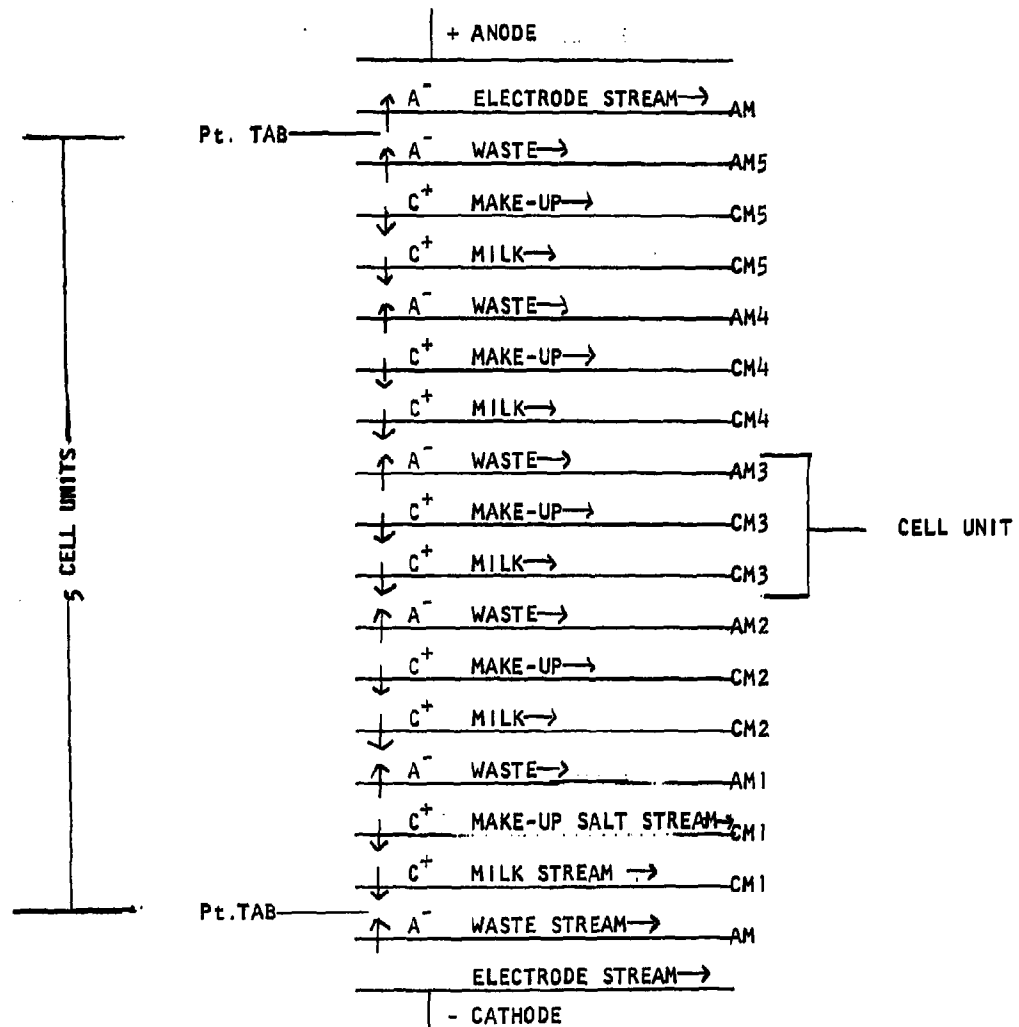 + ANODE
A⁻ ELECTRODE STREAM→ AM
Pt. TAB
A⁻ WASTE→ AM5
C⁺ MAKE-UP→ CM5
C⁺ MILK→ CM5
A⁻ WASTE→ AM4
C⁺ MAKE-UP→ CM4
C⁺ MILK→ CM4
A⁻ WASTE→ AM3
5 CELL UNITS
C⁺ MAKE-UP→ CM3
CELL UNIT
C⁺ MILK→ CM3
A⁻ WASTE→ AM2
C⁺ MAKE-UP→ CM2
C⁺ MILK→ CM2
A⁻ WASTE→ AM1
C⁺ MAKE-UP SALT STREAM→ CM1
C⁺ MILK STREAM → CM1
Pt.TAB
A⁻ WASTE STREAM→ AM
ELECTRODE STREAM→
- CATHODE